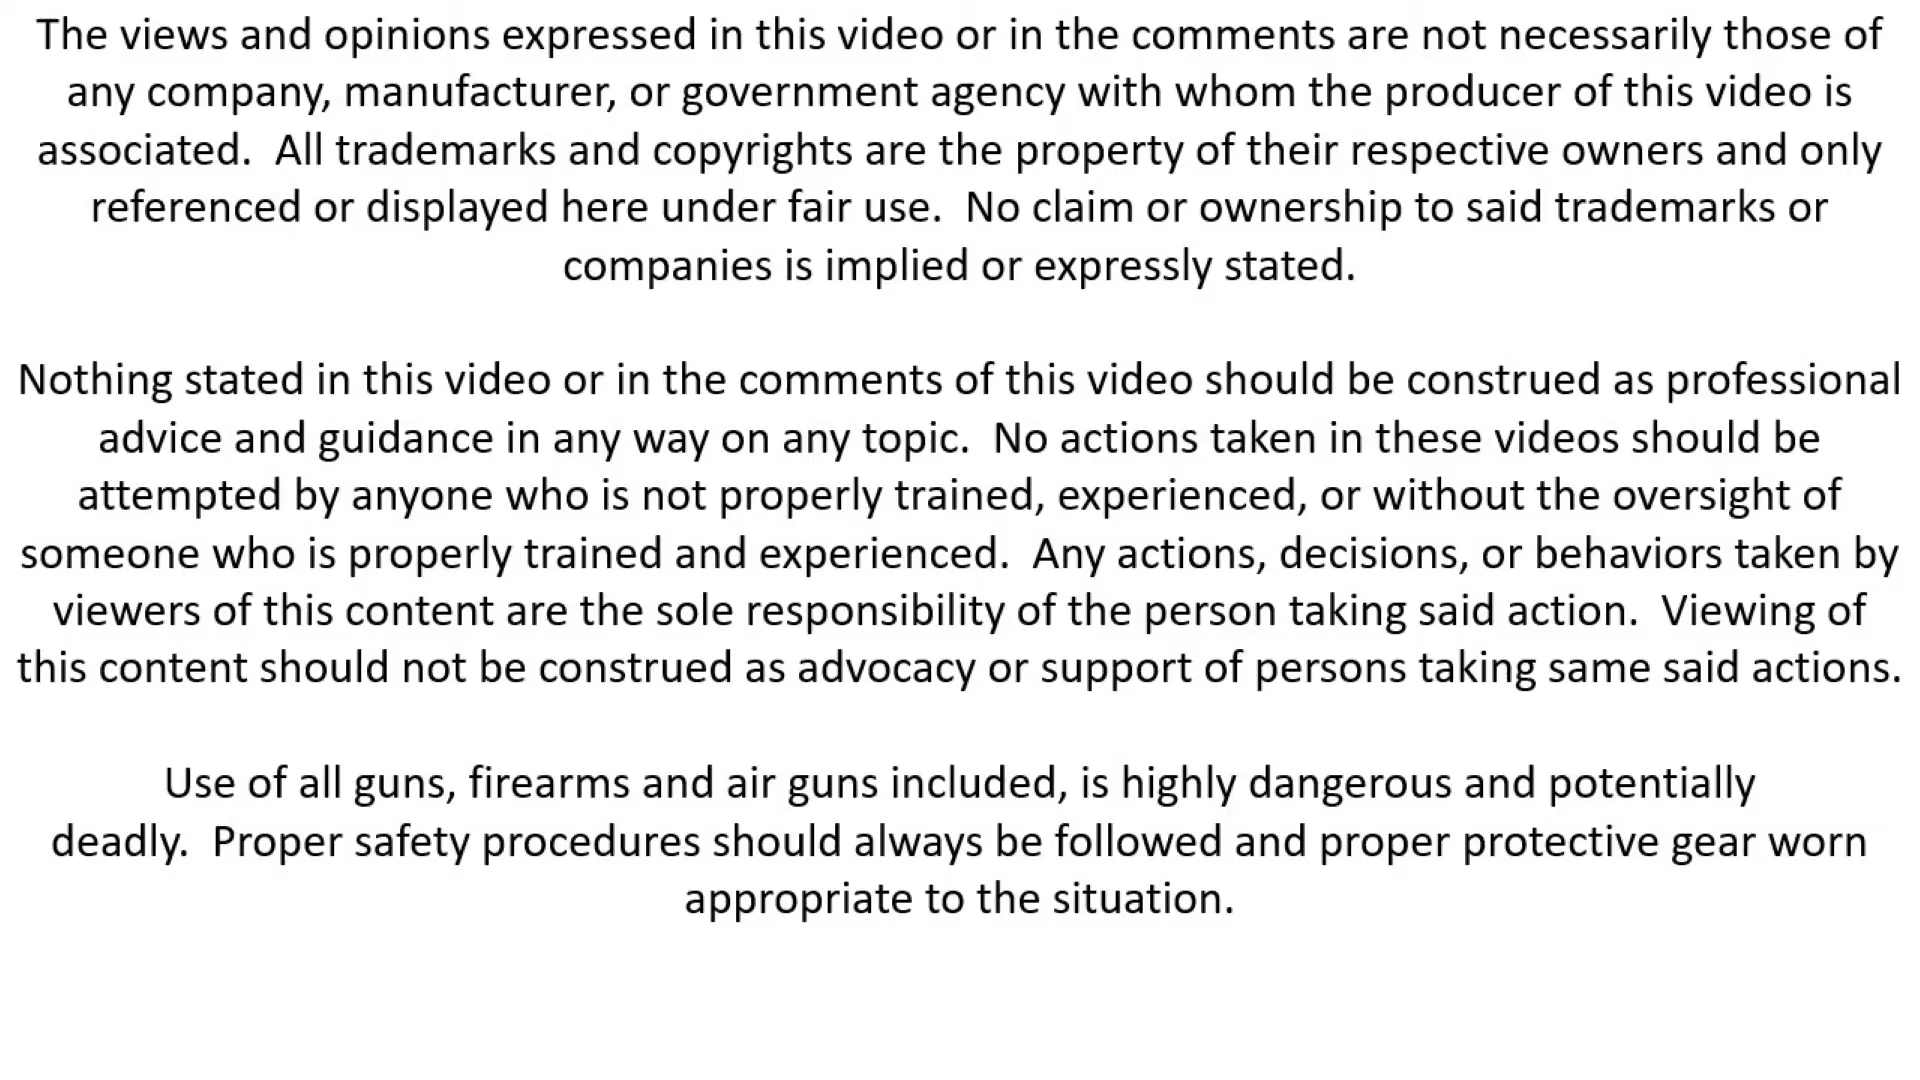 The views and opinions expressed in this video or in the comments are not necessarily those of
any company, manufacturer, or government agency with whom the producer of this video is
associated.  All trademarks and copyrights are the property of their respective owners and only
referenced or displayed here under fair use.  No claim or ownership to said trademarks or
companies is implied or expressly stated.
Nothing stated in this video or in the comments of this video should be construed as professional
advice and guidance in any way on any topic.  No actions taken in these videos should be
attempted by anyone who is not properly trained, experienced, or without the oversight of
someone who is properly trained and experienced.  Any actions, decisions, or behaviors taken by
viewers of this content are the sole responsibility of the person taking said action.  Viewing of
this content should not be construed as advocacy or support of persons taking same said actions.
Use of all guns, firearms and air guns included, is highly dangerous and potentially
deadly.  Proper safety procedures should always be followed and proper protective gear worn
appropriate to the situation.